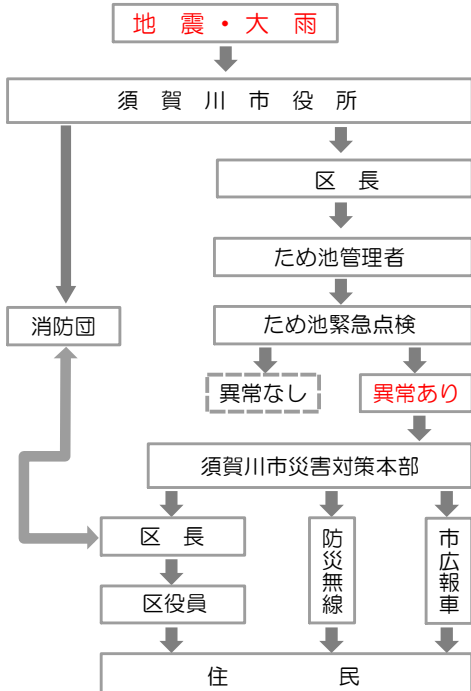 地震・大雨
須賀川市役所
区長
ため池管理者
消防団
ため池緊急点検
異常なし
異常あり
須賀川市災害対策本部
区長
防災無線
市広報車
区役員
住民